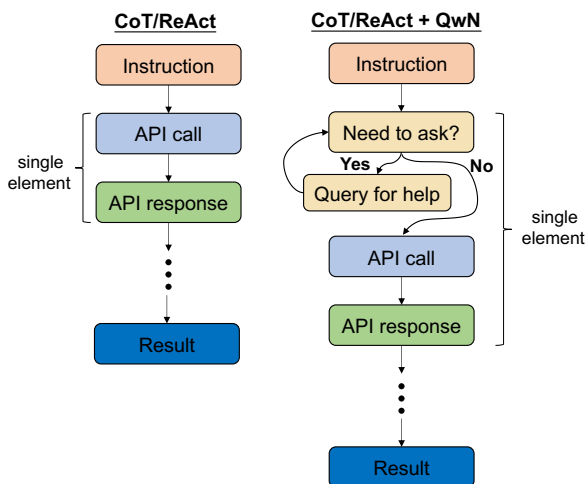 CoT/ReAct
Instruction
API call
single
element
API response
Result
CoT/ReAct + QwN
Instruction
Need to ask?
Yes
No
Query for help
single
element
API call
API response
Result